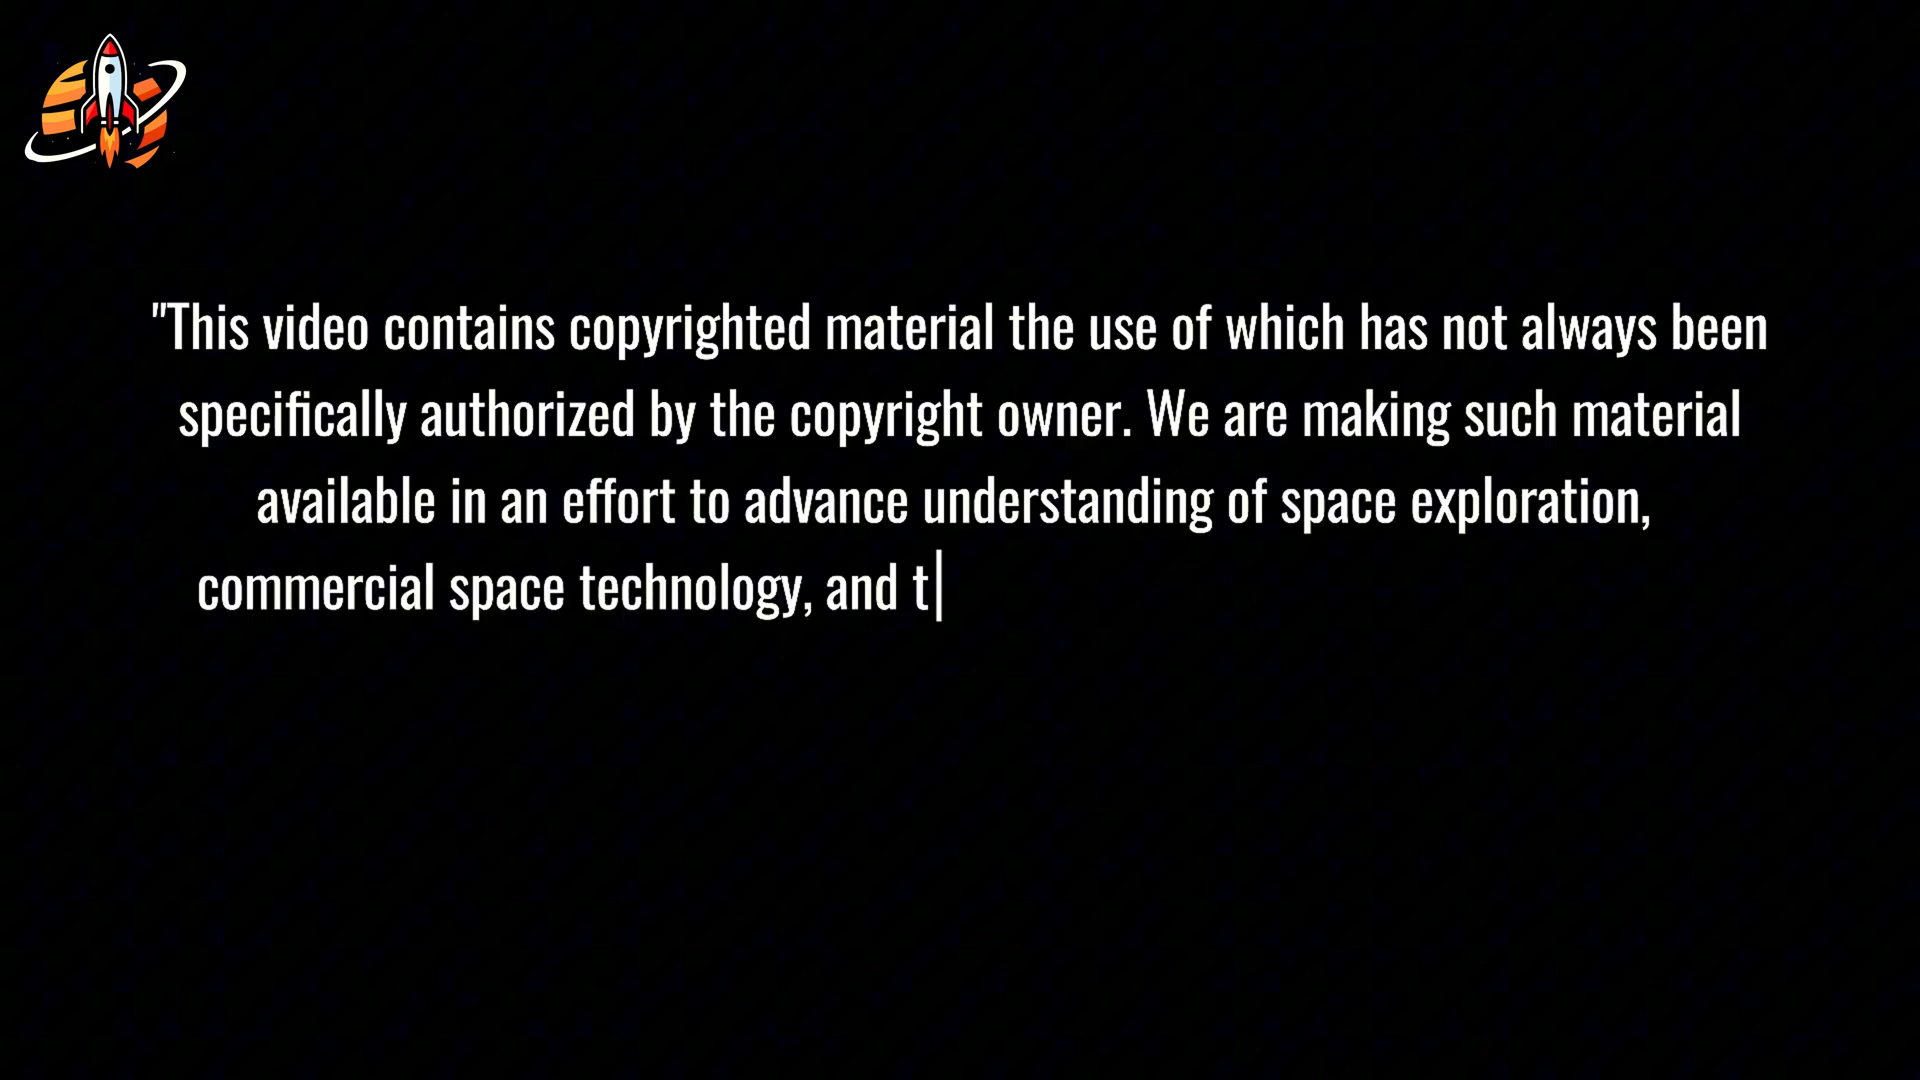 "This video contains copyrighted material the use of which has not always been
specifically authorized by the copyright owner. We are making such material
available in an effort to advance understanding of space exploration,
commercial space technology, and t